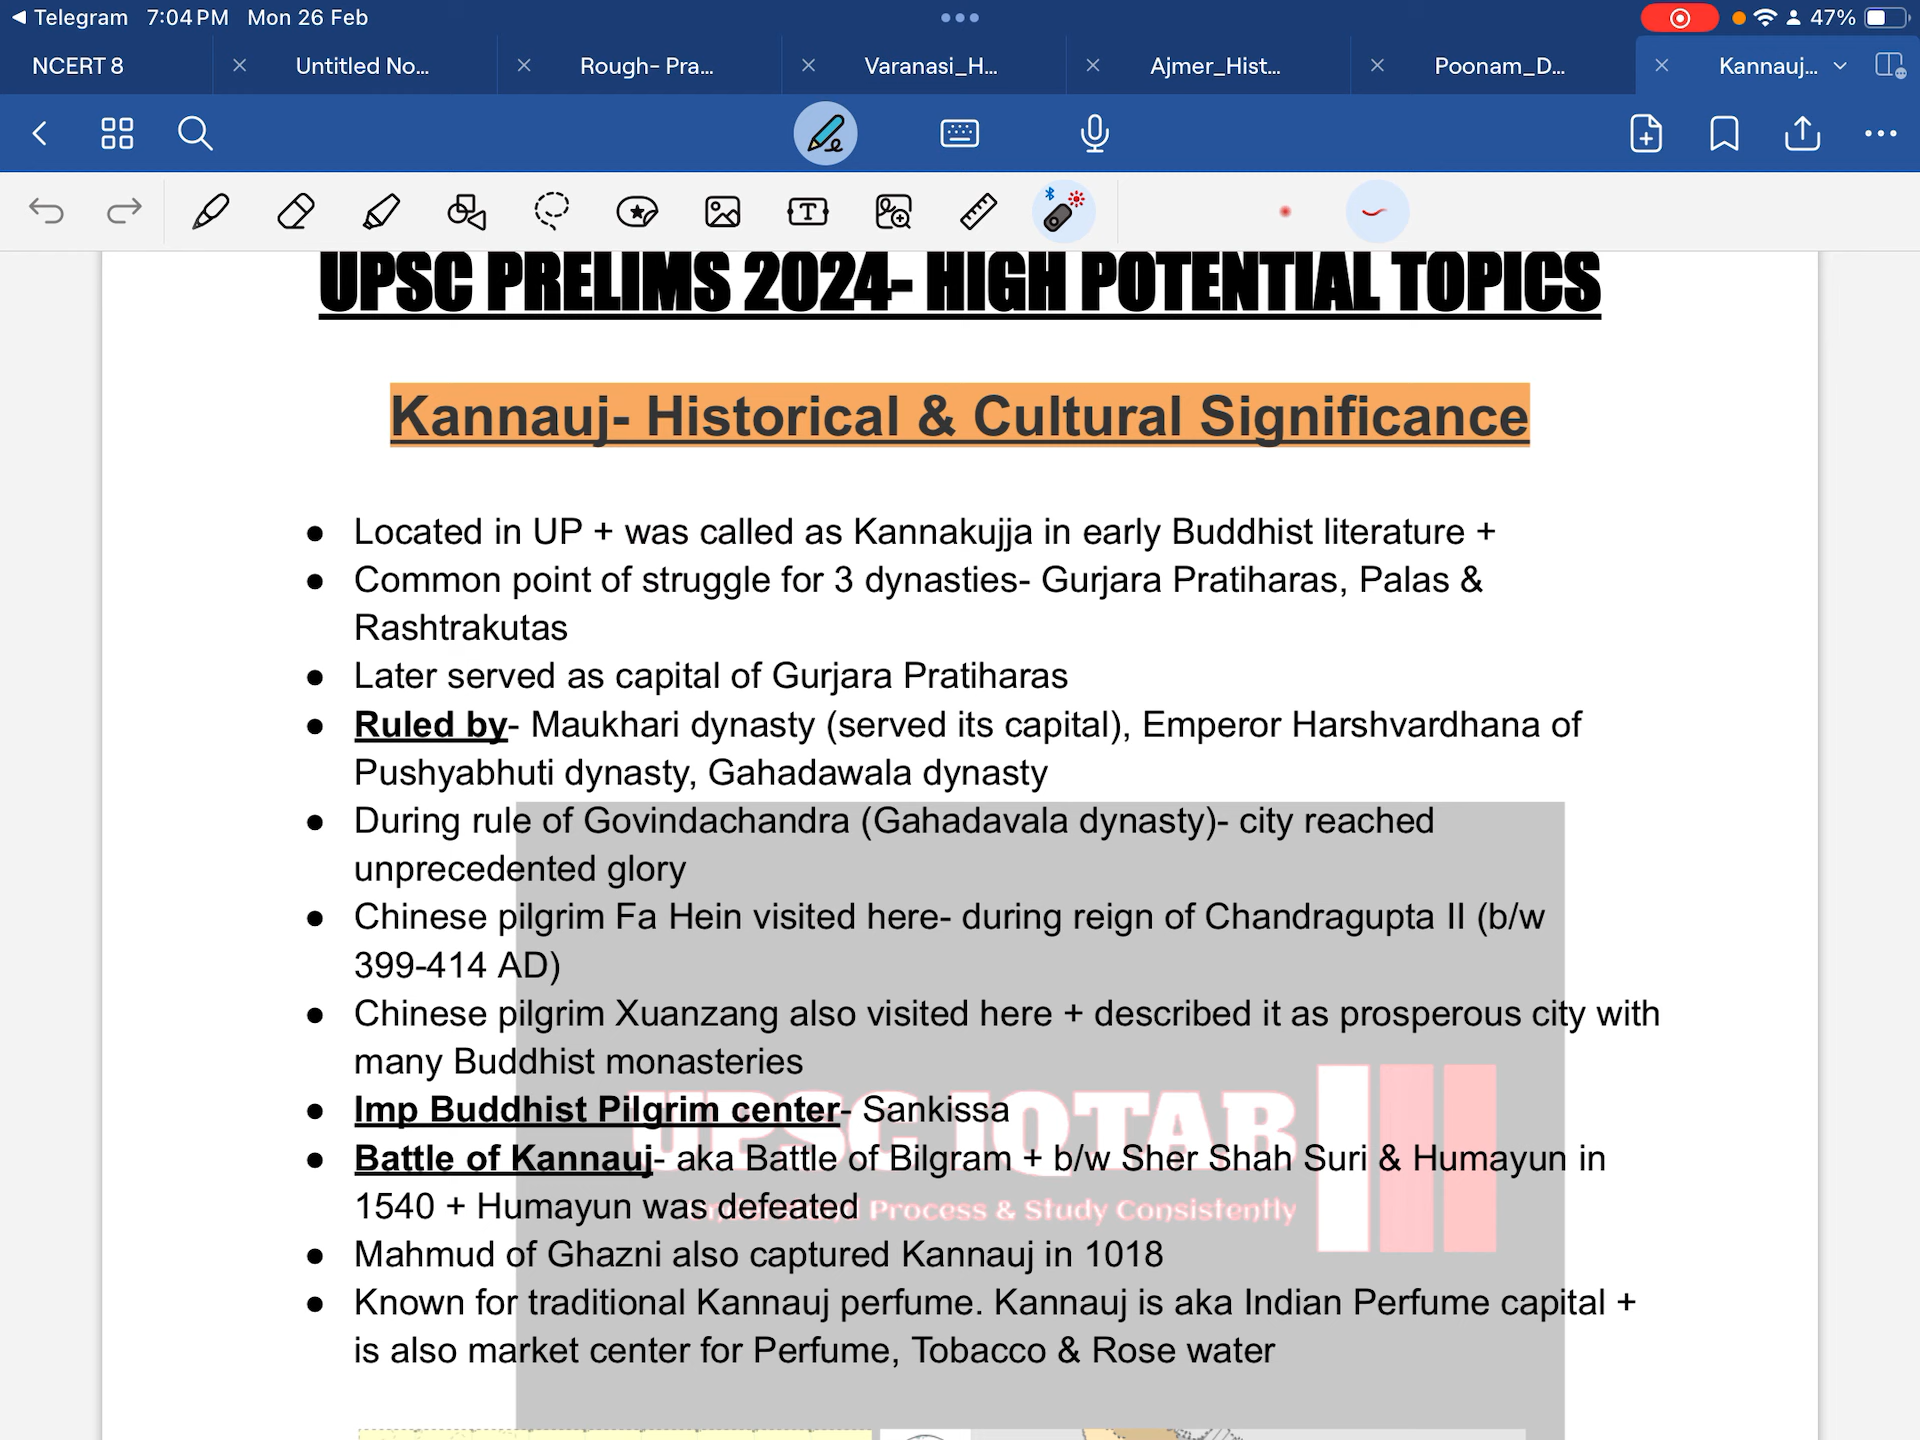 Telegram 7:04 PM Mon 26 Feb 47%
NCERT 8 Untitled No... Rough- Pra... Varanasi_H... Ajmer_Hist... Poonam_D... Kannauj...
UPSC PRELIMS 2024- HIGH POTENTIAL TOPICS
Kannauj- Historical & Cultural Significance
● Located in UP + was called as Kannakujja in early Buddhist literature +
● Common point of struggle for 3 dynasties- Gurjara Pratiharas, Palas &
Rashtrakutas
● Later served as capital of Gurjara Pratiharas
● Ruled by- Maukhari dynasty (served its capital), Emperor Harshvardhana of
Pushyabhuti dynasty, Gahadawala dynasty
● During rule of Govindachandra (Gahadavala dynasty)- city reached
unprecedented glory
● Chinese pilgrim Fa Hein visited here- during reign of Chandragupta II (b/w
399-414 AD)
● Chinese pilgrim Xuanzang also visited here + described it as prosperous city with
many Buddhist monasteries
● Imp Buddhist Pilgrim center- Sankissa
UPSC IQTAB
● Battle of Kannauj- aka Battle of Bilgram + b/w Sher Shah Suri & Humayun in
1540 + Humayun was defeated
Process & Study Consistently
● Mahmud of Ghazni also captured Kannauj in 1018
● Known for traditional Kannauj perfume. Kannauj is aka Indian Perfume capital +
is also market center for Perfume, Tobacco & Rose water